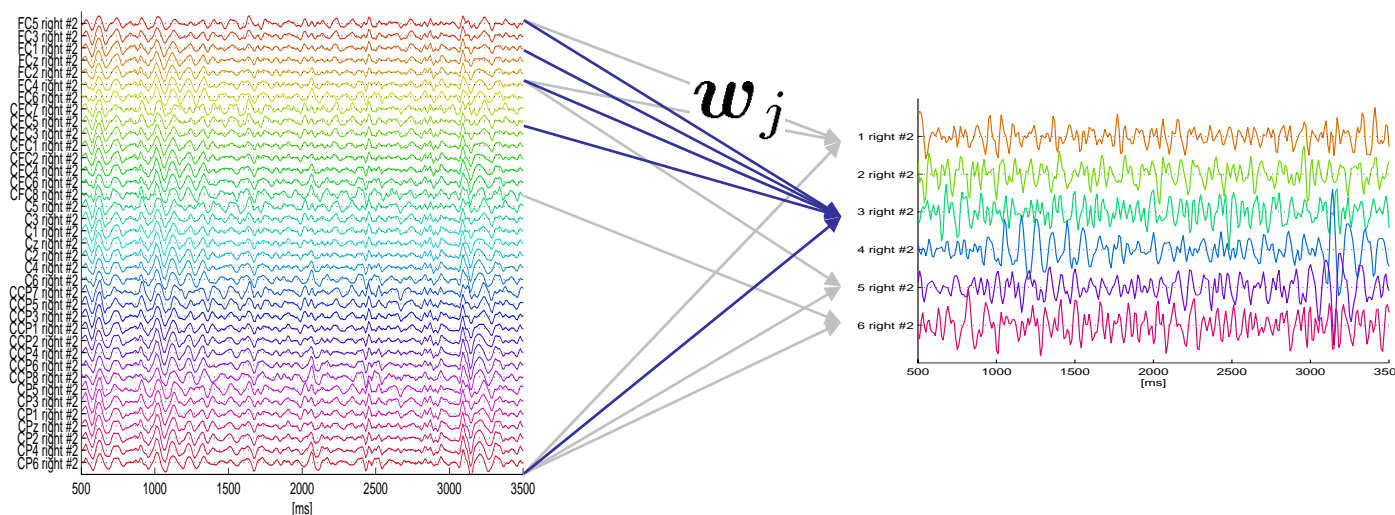 FC5 right #2
FC3 right #2
FC1 right #2
FCz right #2
FC2 right #2
FC4 right #2
FC6 right #2
CFC7 right #2
CFC5 right #2
CFC3 right #2
CFC1 right #2
CFC2 right #2
CFC4 right #2
CFC6 right #2
CFC8 right #2
C5 right #2
C3 right #2
C1 right #2
Cz right #2
C2 right #2
C4 right #2
C6 right #2
CCP7 right #2
CCP5 right #2
CCP3 right #2
CCP1 right #2
CCP2 right #2
CCP4 right #2
CCP6 right #2
CCP8 right #2
CP5 right #2
CP3 right #2
CP1 right #2
CPz right #2
CP2 right #2
CP4 right #2
CP6 right #2
500 1000 1500 2000 2500 3000 3500
[ms]
w j
1 right #2
2 right #2
3 right #2
4 right #2
5 right #2
6 right #2
500 1000 1500 2000 2500 3000 350
[ms]